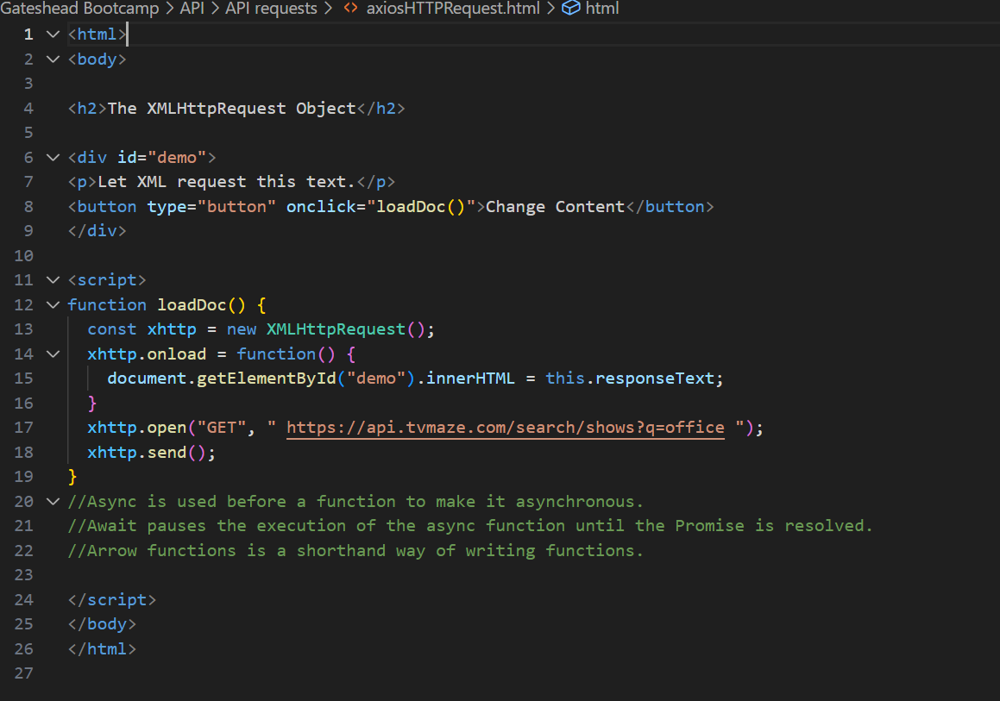 Gateshead Bootcamp > API > API requests > <> axiosHTTPRequest.html > html
1 <html>
2 <body>
3
4 <h2>The XMLHttpRequest Object</h2>
5
6 <div id="demo">
7 <p>Let XML request this text.</p>
8 <button type="button" onclick="loadDoc()">Change Content</button>
9 </div>
10
11 <script>
12 function loadDoc() {
13   const xhttp = new XMLHttpRequest();
14   xhttp.onload = function() {
15     document.getElementById("demo").innerHTML = this.responseText;
16   }
17   xhttp.open("GET", " https://api.tvmaze.com/search/shows?q=office ");
18   xhttp.send();
19 }
20 //Async is used before a function to make it asynchronous.
21 //Await pauses the execution of the async function until the Promise is resolved.
22 //Arrow functions is a shorthand way of writing functions.
23
24 </script>
25 </body>
26 </html>
27